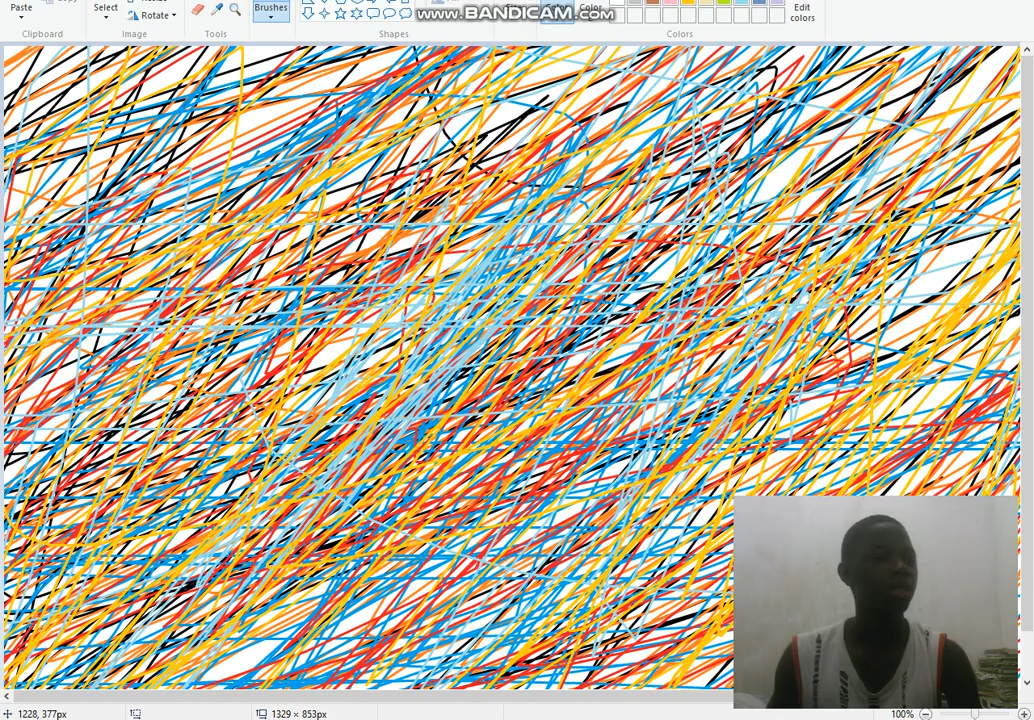 Paste
Select
Rotate
Brushes
www.BANDICAM.com
Edit
colors
Clipboard
Image
Tools
Shapes
Colors
1228, 377px
1329 × 853px
100%